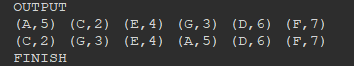 OUTPUT
(A,5) (C,2) (E,4) (G,3) (D,6) (F,7)
(C,2) (G,3) (E,4) (A,5) (D,6) (F,7)
FINISH